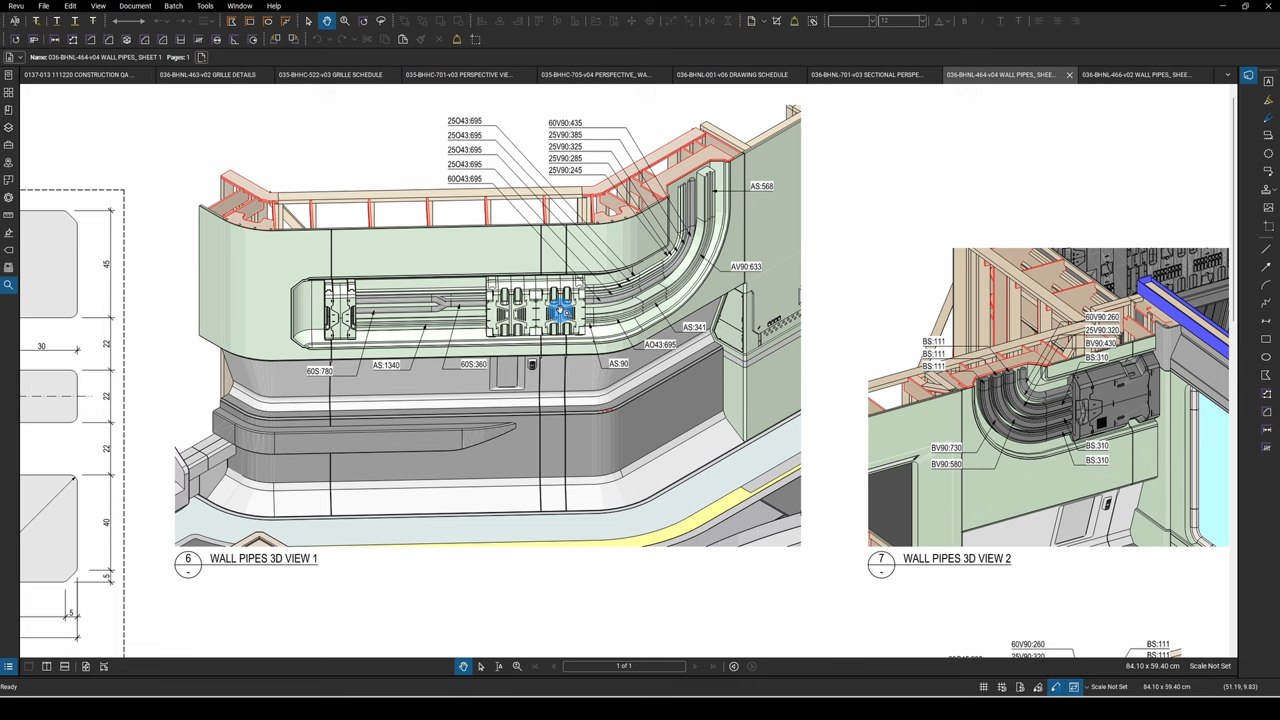 Revu File Edit View Document Batch Tools Window Help
12
Name: 036-BHNL-464-v04 WALL PIPES_ SHEET 1 Pages: 1
0137-013 111220 CONSTRUCTION QA ...
036-BHNL-463-v02 GRILLE DETAILS
035-BHHC-522-v03 GRILLE SCHEDULE
035-BHHC-701-v03 PERSPECTIVE VIE...
035-BHHC-705-v04 PERSPECTIVE_ WA...
036-BHNL-001-v06 DRAWING SCHEDULE
036-BHNL-701-v03 SECTIONAL PERSPE...
036-BHNL-464-v04 WALL PIPES_ SHEE...
036-BHNL-466-v02 WALL PIPES_ SHEE...
25O43:695
25O43:695
25O43:695
25O43:695
60O43:695
60V90:435
25V90:385
25V90:325
25V90:285
25V90:245
AS:568
AV90:633
AS:341
AO43:695
AS:90
60S:360
AS:1340
60S:780
6
-
WALL PIPES 3D VIEW 1
60V90:260
25V90:320
BV90:430
BS:310
BS:111
BS:111
BS:111
BV90:730
BV90:580
BS:310
BS:310
7
-
WALL PIPES 3D VIEW 2
60V90:260
BS:111
BS:111
45
30
22
22
22
40
5
5
1 of 1
84.10 x 59.40 cm
Scale Not Set
Ready
Scale Not Set
84.10 x 59.40 cm
(51.19, 9.83)